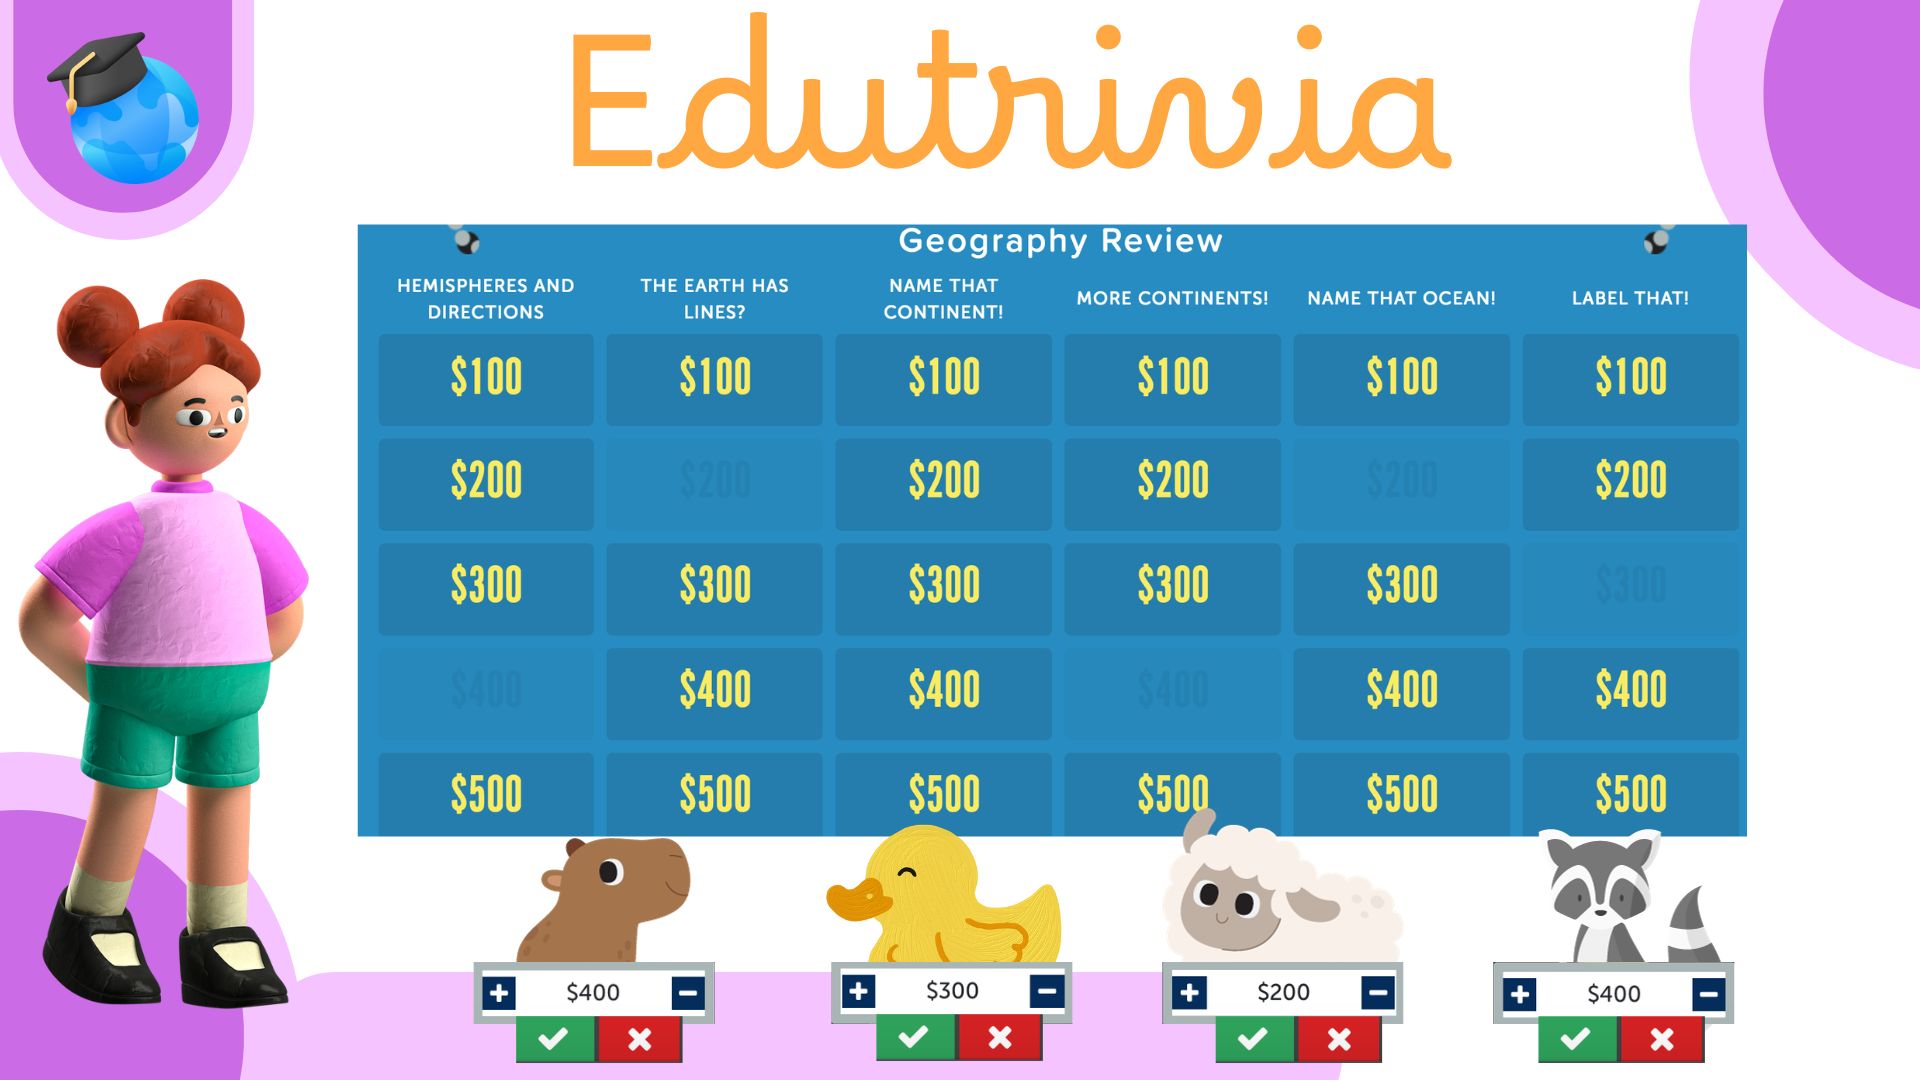 Edutrivia
Geography Review
HEMISPHERES AND
DIRECTIONS
THE EARTH HAS
LINES?
NAME THAT
CONTINENT!
MORE CONTINENTS!
NAME THAT OCEAN!
LABEL THAT!
$100 $100 $100 $100 $100 $100
$200 $200 $200 $200 $200 $200
$300 $300 $300 $300 $300 $300
$400 $400 $400 $400 $400 $400
$500 $500 $500 $500 $500 $500
+ $400 −
+ $300 −
+ $200 −
+ $400 −